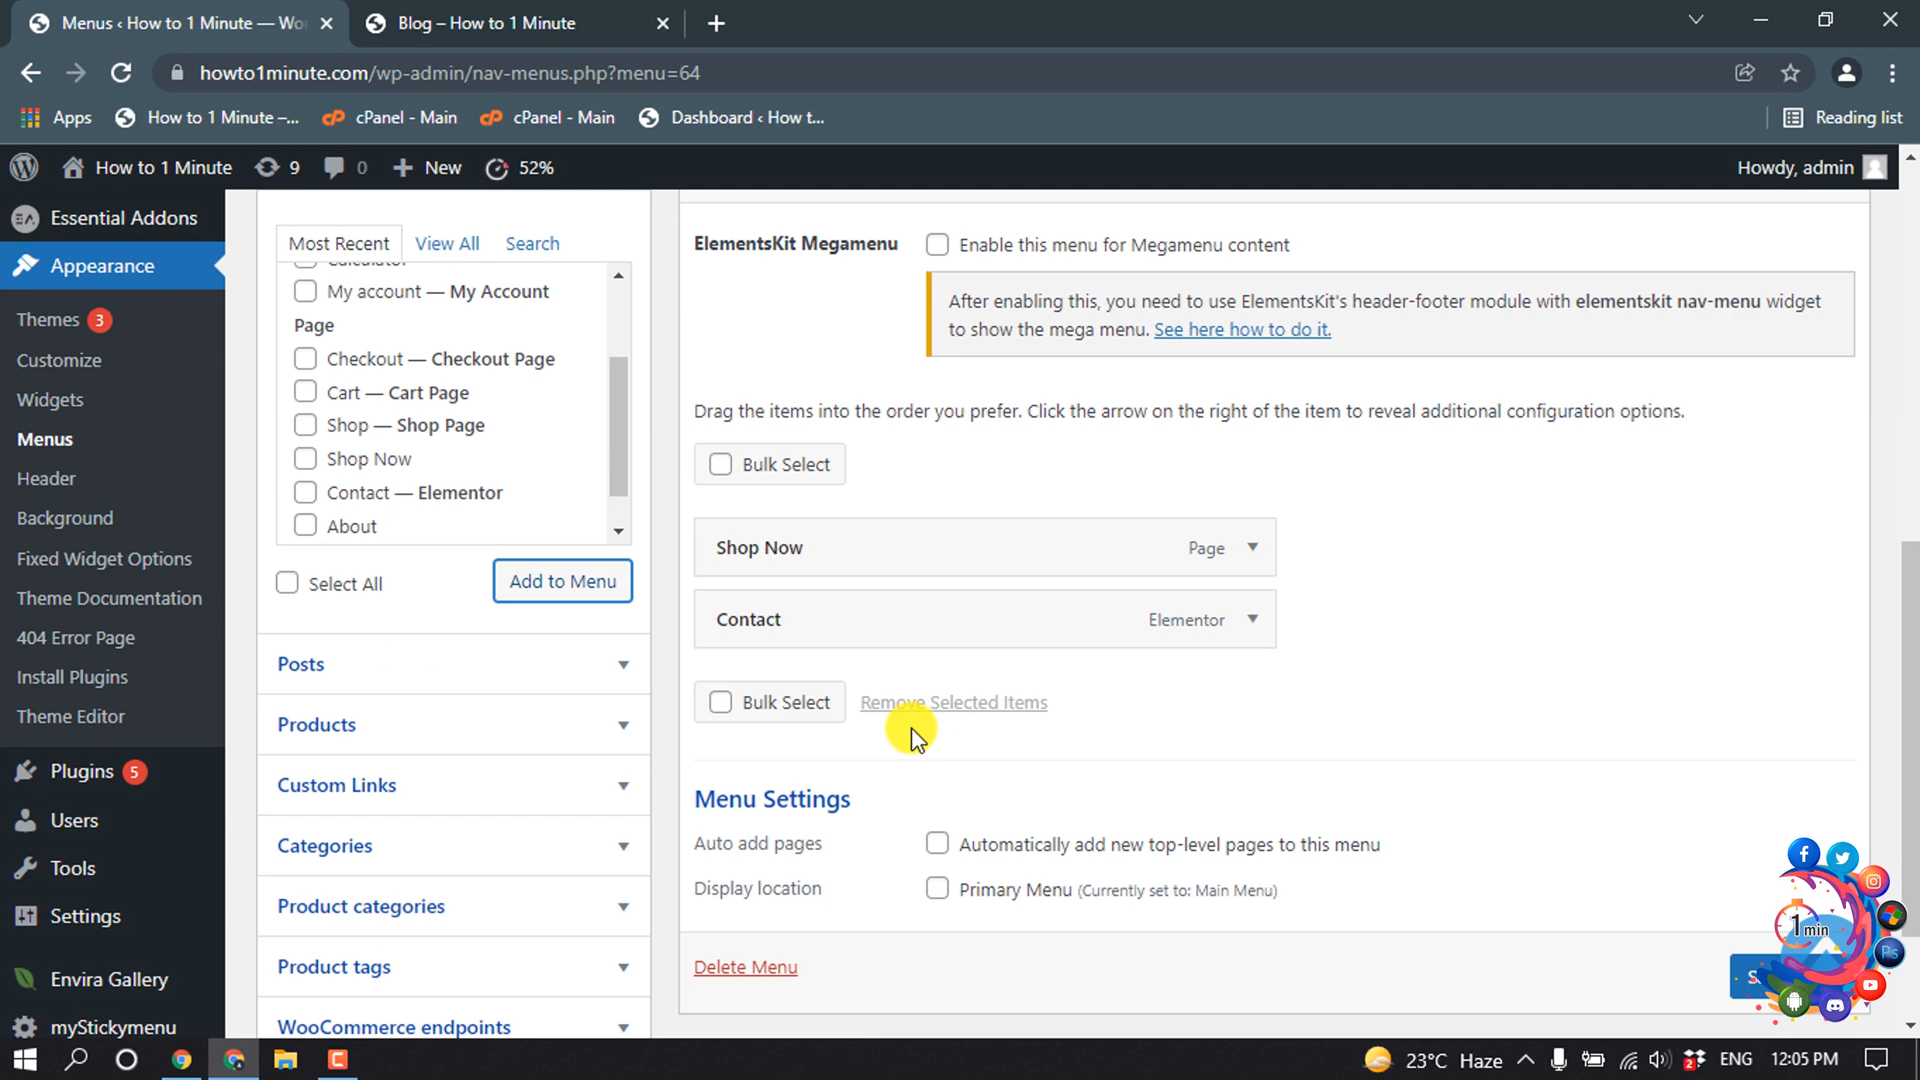 Menus ‹ How to 1 Minute — Wor
Blog – How to 1 Minute
howto1minute.com/wp-admin/nav-menus.php?menu=64
Apps
How to 1 Minute –...
cPanel - Main
cPanel - Main
Dashboard ‹ How t...
Reading list
How to 1 Minute
9
0
New
52%
Howdy, admin
Essential Addons
Appearance
Themes 3
Customize
Widgets
Menus
Header
Background
Fixed Widget Options
Theme Documentation
404 Error Page
Install Plugins
Theme Editor
Plugins 5
Users
Tools
Settings
Envira Gallery
myStickymenu
Most Recent
View All
Search
Calculator
My account — My Account
Page
Checkout — Checkout Page
Cart — Cart Page
Shop — Shop Page
Shop Now
Contact — Elementor
About
Select All
Add to Menu
Posts
Products
Custom Links
Categories
Product categories
Product tags
WooCommerce endpoints
ElementsKit Megamenu
Enable this menu for Megamenu content
After enabling this, you need to use ElementsKit's header-footer module with elementskit nav-menu widget
to show the mega menu. See here how to do it.
Drag the items into the order you prefer. Click the arrow on the right of the item to reveal additional configuration options.
Bulk Select
Shop Now
Page
Contact
Elementor
Bulk Select
Remove Selected Items
Menu Settings
Auto add pages
Automatically add new top-level pages to this menu
Display location
Primary Menu (Currently set to: Main Menu)
Delete Menu
1 min
Ps
23°C Haze
2
ENG
12:05 PM